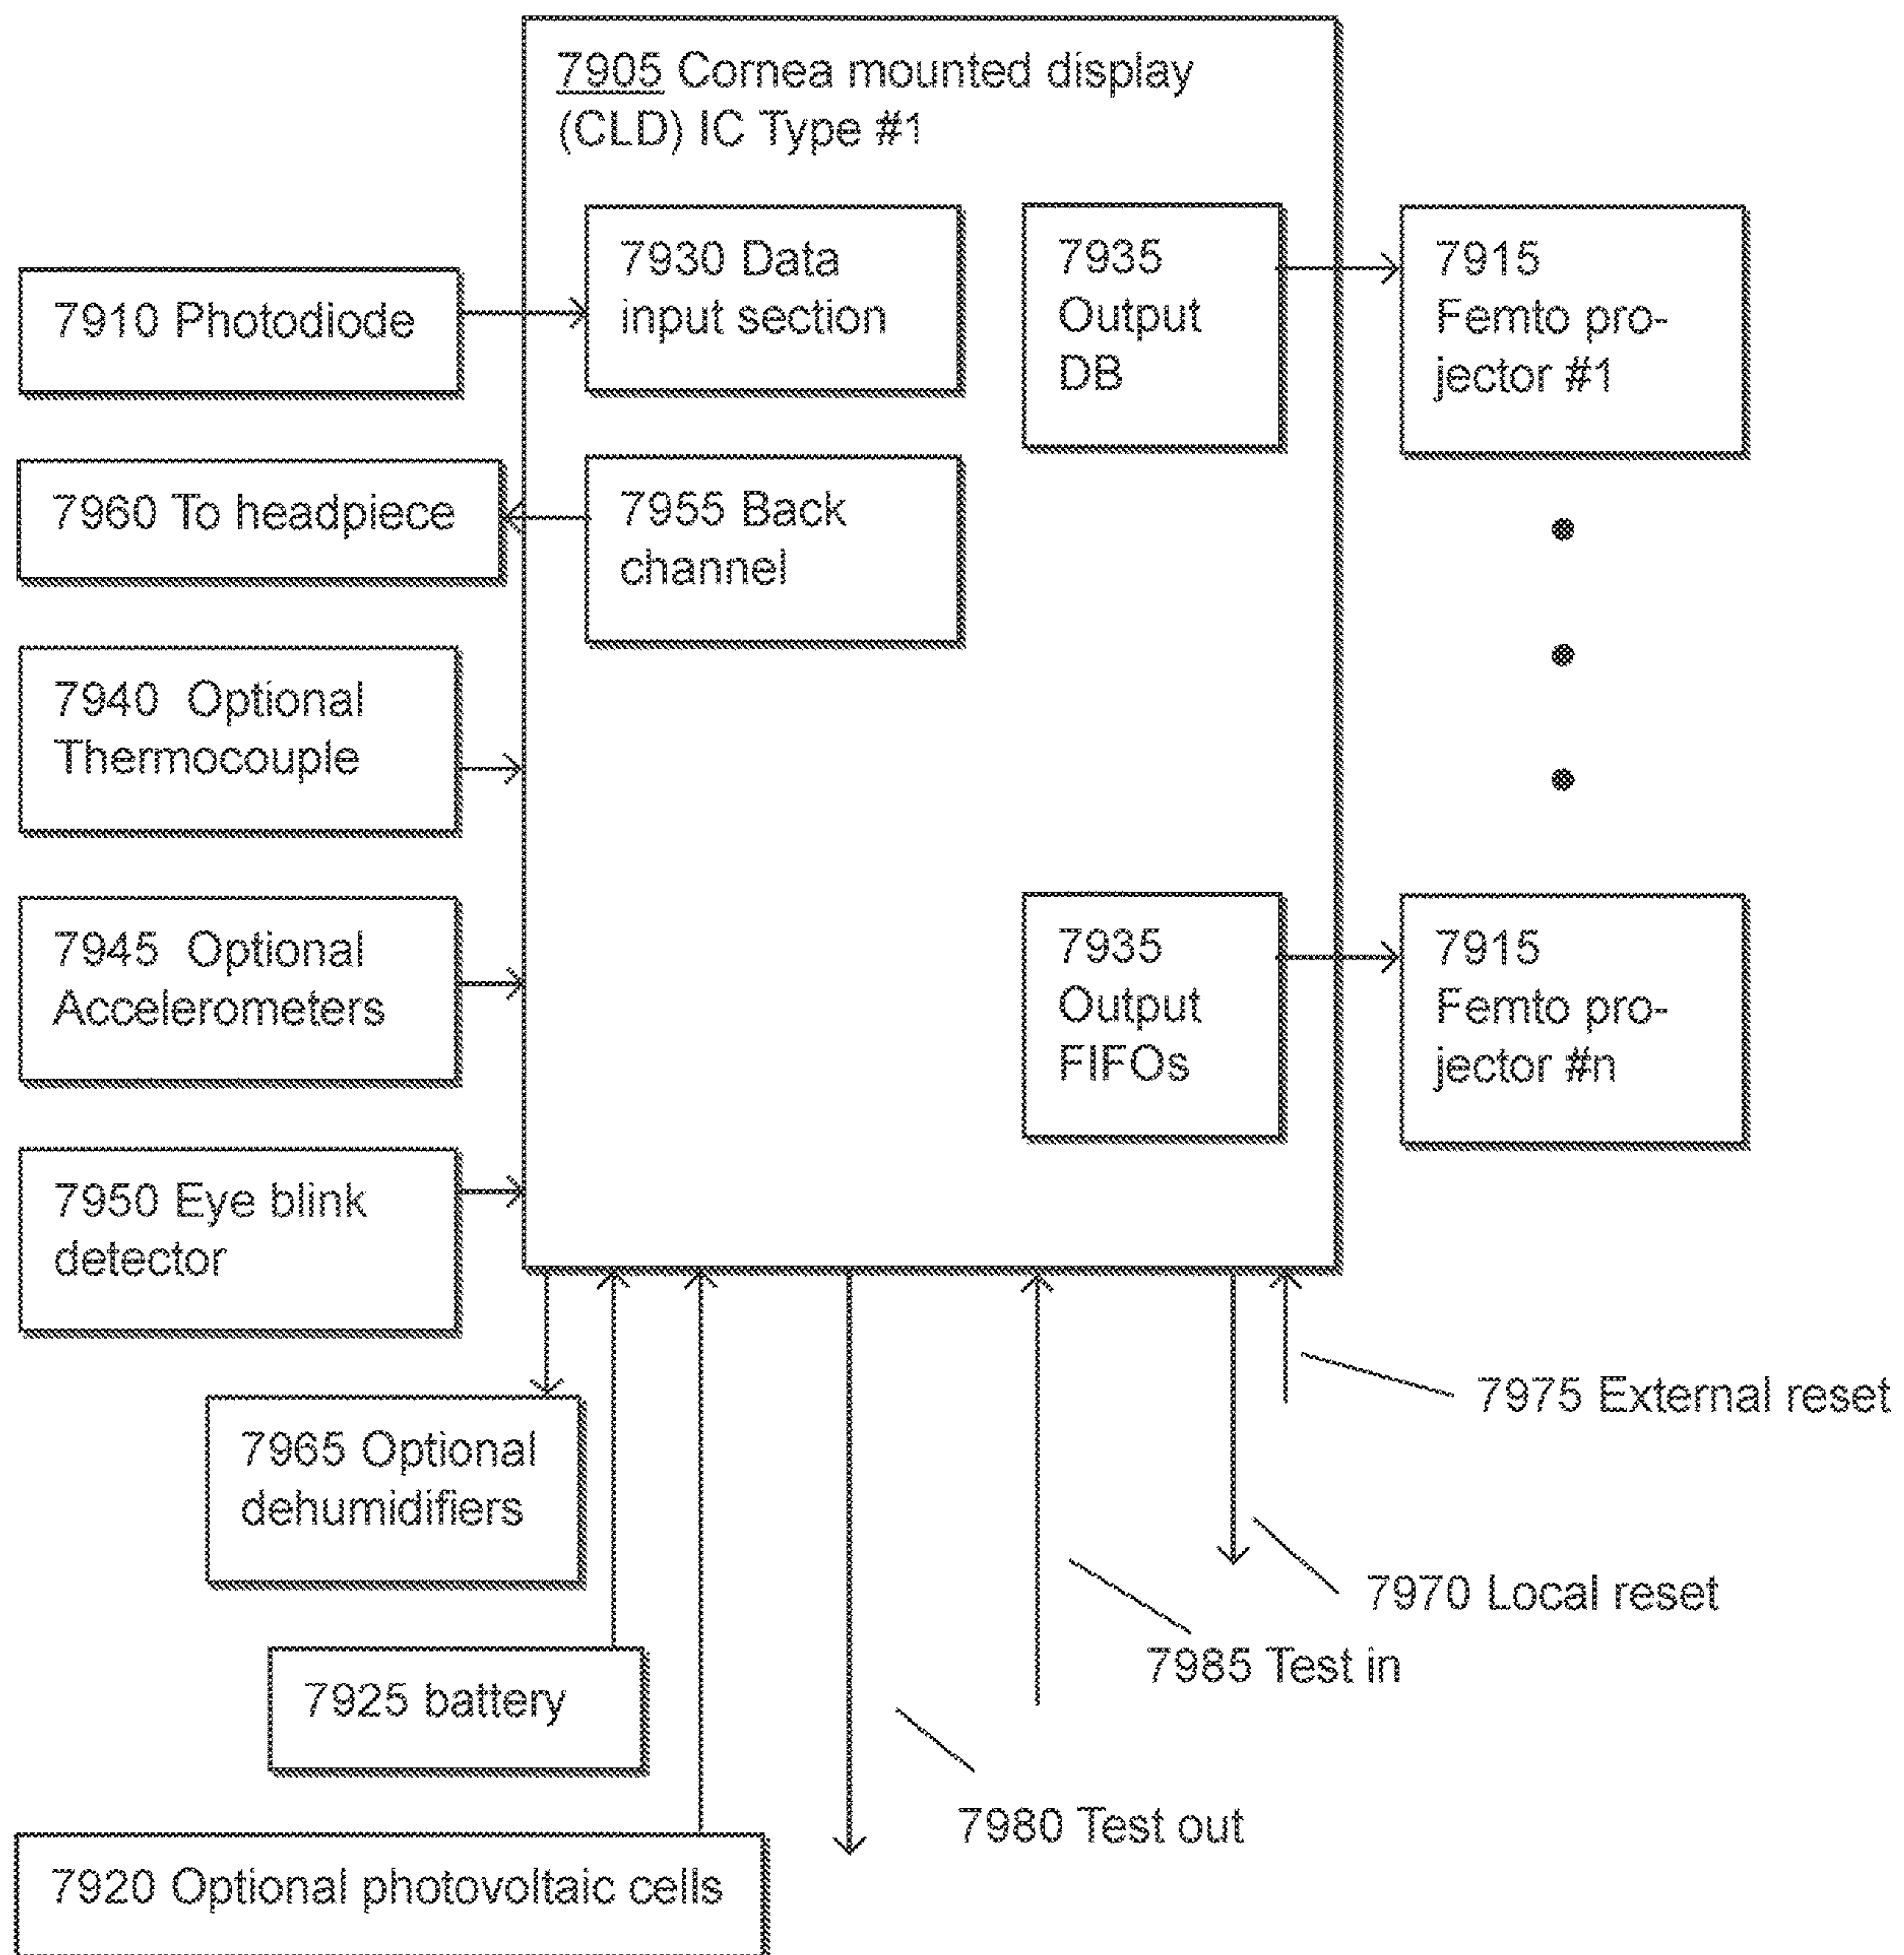 7905 Cornea mounted display
(CLD) IC Type #1
7910 Photodiode
7930 Data
input section
7935
Output
DB
7915
Femto pro-
jector #1
7960 To headpiece
7955 Back
channel
7940 Optional
Thermocouple
7945 Optional
Accelerometers
7935
Output
FIFOs
7915
Femto pro-
jector #n
7950 Eye blink
detector
7975 External reset
7965 Optional
dehumidifiers
7970 Local reset
7985 Test in
7925 battery
7980 Test out
7920 Optional photovoltaic cells